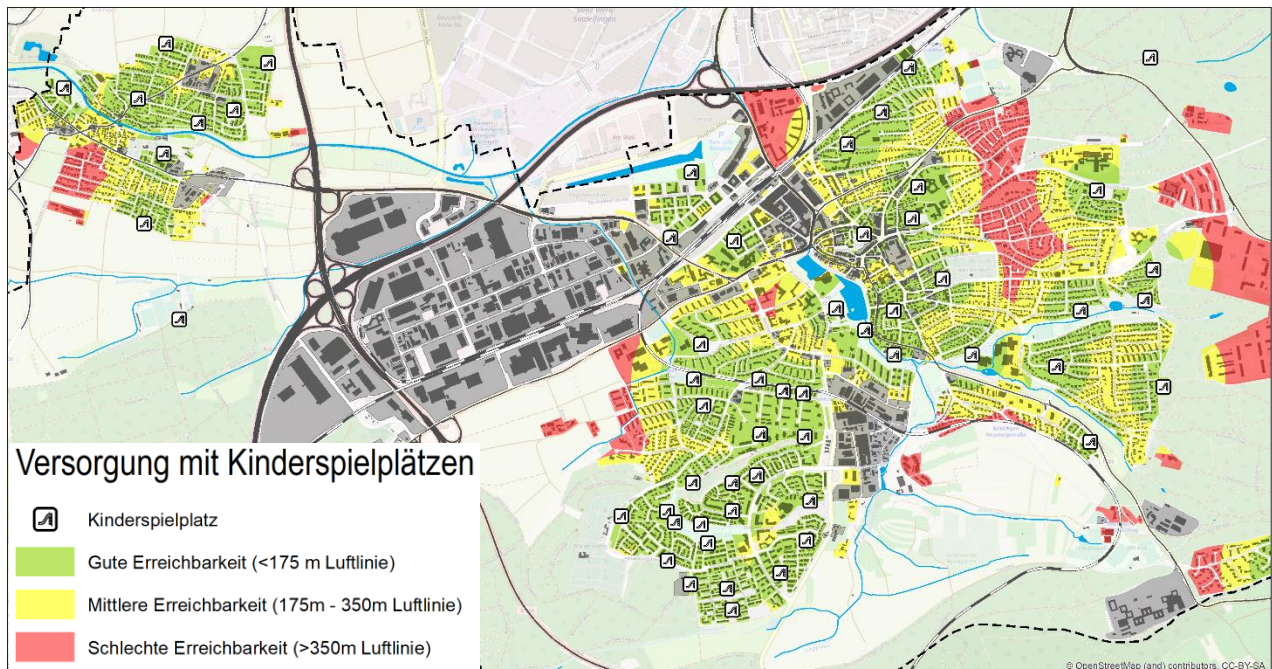 Versorgung mit Kinderspielplätzen
Kinderspielplatz
Gute Erreichbarkeit (<175 m Luftlinie)
Mittlere Erreichbarkeit (175m - 350m Luftlinie)
Schlechte Erreichbarkeit (>350m Luftlinie)
© OpenStreetMap (and) contributors, CC-BY-SA